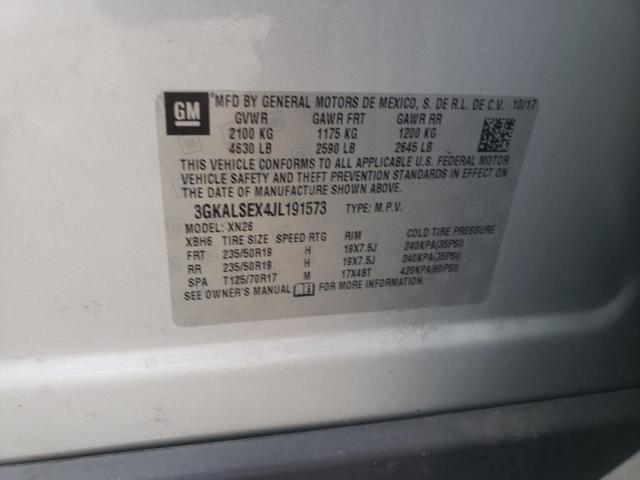 GM
MFD BY GENERAL MOTORS DE MEXICO, S. DE R.L. DE C.V. 10/17
GVWR GAWR FRT GAWR RR
2100 KG 1175 KG 1200 KG
4630 LB 2590 LB 2645 LB
THIS VEHICLE CONFORMS TO ALL APPLICABLE U.S. FEDERAL MOTOR
VEHICLE SAFETY AND THEFT PREVENTION STANDARDS IN EFFECT ON
THE DATE OF MANUFACTURE SHOWN ABOVE.
3GKALSEX4JL191573 TYPE: M.P.V.
MODEL: XN26
XBH6 TIRE SIZE SPEED RTG RIM COLD TIRE PRESSURE
FRT 235/50R19 H 19X7.5J 240KPA(35PSI)
RR 235/50R19 H 19X7.5J 240KPA(35PSI)
SPA T125/70R17 M 17X4BT 420KPA(60PSI)
SEE OWNER'S MANUAL FOR MORE INFORMATION.